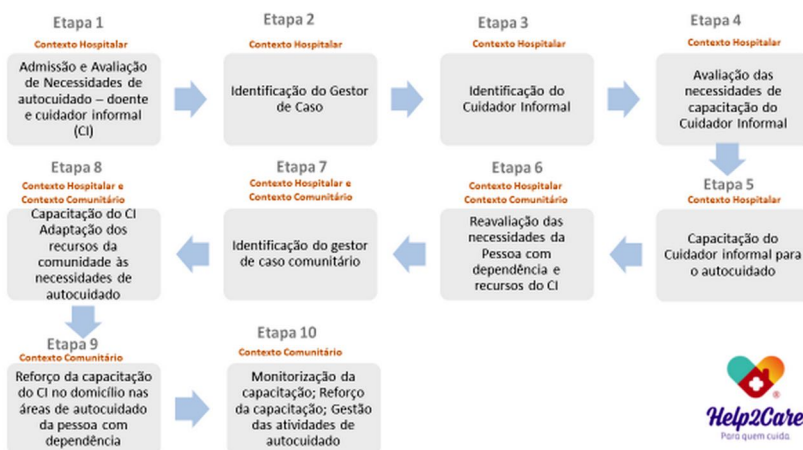 Etapa 1
Contexto Hospitalar
Admissão e Avaliação
de Necessidades de
autocuidado – doente
e cuidador informal
(CI)
Etapa 2
Contexto Hospitalar
Identificação do Gestor
de Caso
Etapa 3
Contexto Hospitalar
Identificação do
Cuidador Informal
Etapa 4
Contexto Hospitalar
Avaliação das
necessidades de
capacitação do
Cuidador Informal
Etapa 5
Contexto Hospitalar
Capacitação do
Cuidador informal para
o autocuidado
Etapa 6
Contexto Hospitalar
Contexto Comunitário
Reavaliação das
necessidades da
Pessoa com
dependência e
recursos do CI
Etapa 7
Contexto Hospitalar e
Contexto Comunitário
Identificação do gestor
de caso comunitário
Etapa 8
Contexto Hospitalar e
Contexto Comunitário
Capacitação do CI
Adaptação dos
recursos da
comunidade às
necessidades de
autocuidado
Etapa 9
Contexto Comunitário
Reforço da capacitação
do CI no domicílio nas
áreas de autocuidado
da pessoa com
dependência
Etapa 10
Contexto Comunitário
Monitorização da
capacitação; Reforço
da capacitação; Gestão
das atividades de
autocuidado
®
Help2Care
Para quem cuida